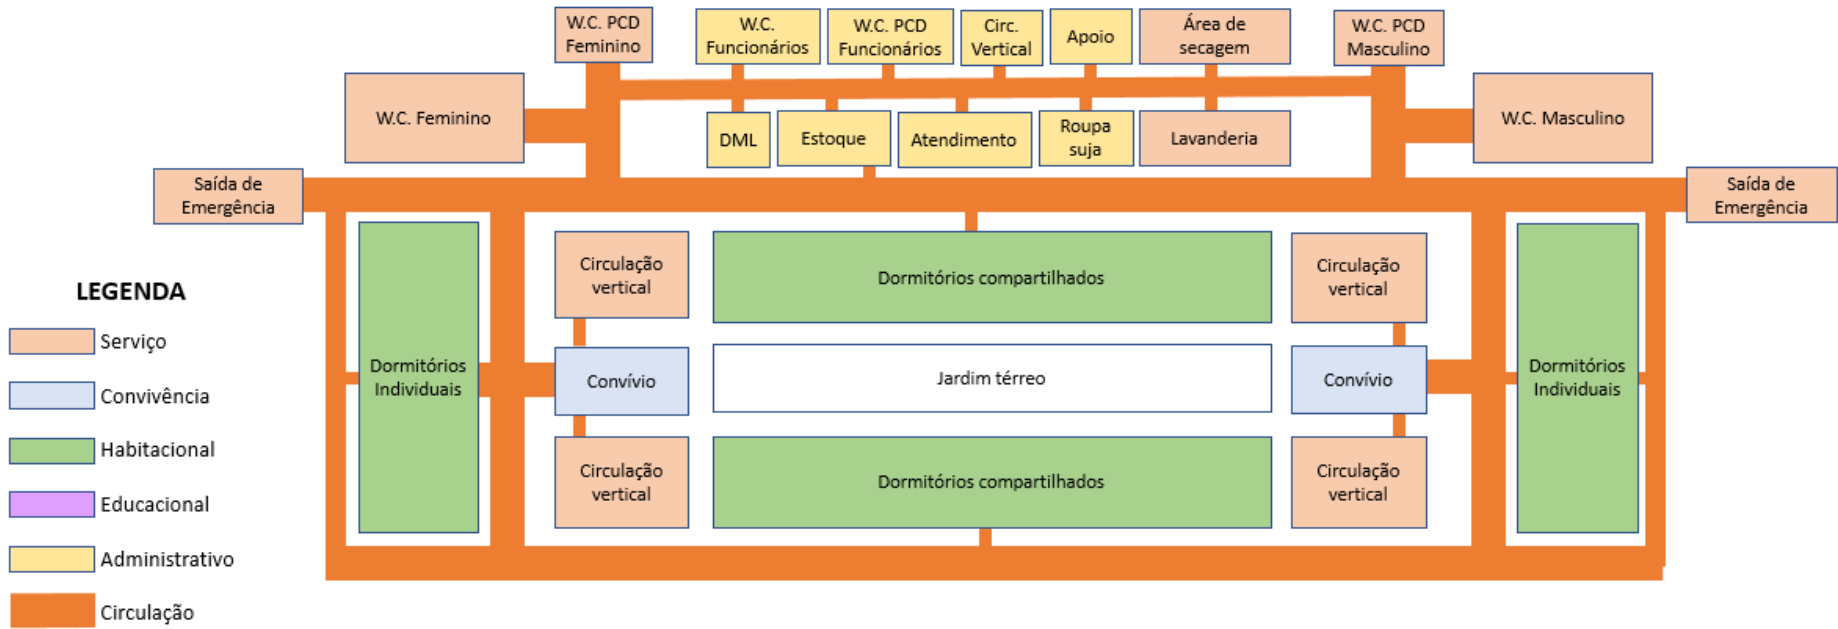 W.C. PCD
Feminino
W.C.
Funcionários
W.C. PCD
Funcionários
Circ.
Vertical
Apoio
Área de
secagem
W.C. PCD
Masculino
W.C. Feminino
DML
Estoque
Atendimento
Roupa
suja
Lavanderia
W.C. Masculino
Saída de
Emergência
Saída de
Emergência
Circulação
vertical
Dormitórios compartilhados
Circulação
vertical
Dormitórios
Individuais
Convívio
Jardim térreo
Convívio
Dormitórios
Individuais
Circulação
vertical
Dormitórios compartilhados
Circulação
vertical
LEGENDA
Serviço
Convivência
Habitacional
Educacional
Administrativo
Circulação